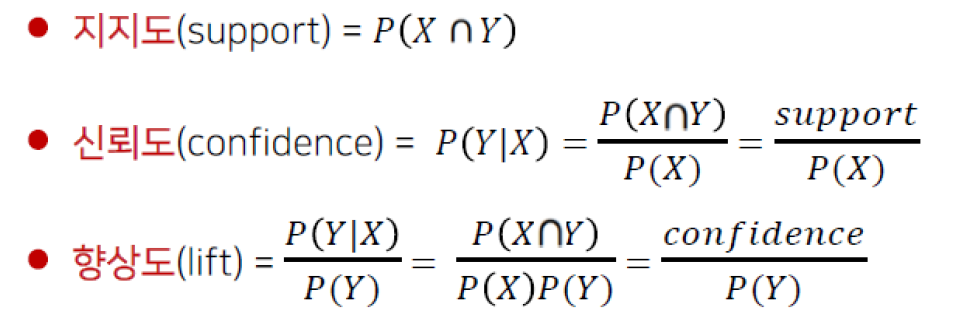 ● 지지도(support) = P(X ∩ Y)
● 신뢰도(confidence) = P(Y|X) = P(X∩Y) / P(X) = support / P(X)
● 향상도(lift) = P(Y|X) / P(Y) = P(X∩Y) / P(X)P(Y) = confidence / P(Y)